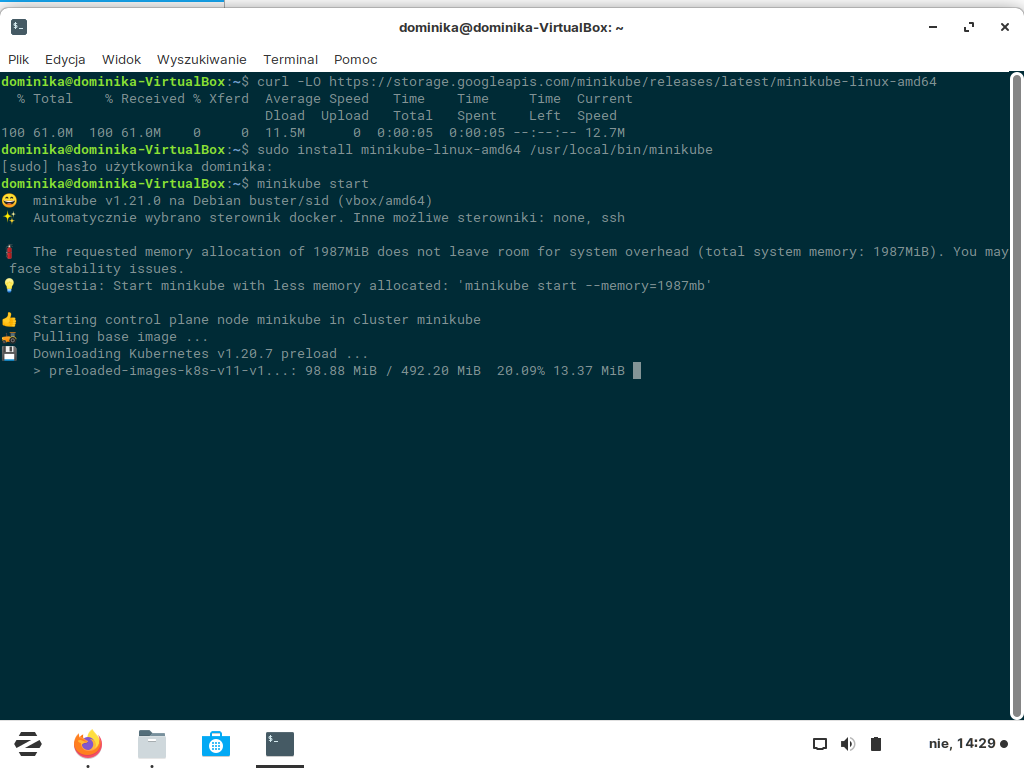 dominika@dominika-VirtualBox: ~
Plik Edycja Widok Wyszukiwanie Terminal Pomoc
dominika@dominika-VirtualBox:~$ curl -LO https://storage.googleapis.com/minikube/releases/latest/minikube-linux-amd64
  % Total    % Received % Xferd  Average Speed   Time    Time     Time  Current
                                 Dload  Upload   Total   Spent    Left  Speed
100 61.0M  100 61.0M    0     0  11.5M      0  0:00:05  0:00:05 --:--:-- 12.7M
dominika@dominika-VirtualBox:~$ sudo install minikube-linux-amd64 /usr/local/bin/minikube
[sudo] hasło użytkownika dominika:
dominika@dominika-VirtualBox:~$ minikube start
😄  minikube v1.21.0 na Debian buster/sid (vbox/amd64)
✨  Automatycznie wybrano sterownik docker. Inne możliwe sterowniki: none, ssh
🧯  The requested memory allocation of 1987MiB does not leave room for system overhead (total system memory: 1987MiB). You may
 face stability issues.
💡  Sugestia: Start minikube with less memory allocated: 'minikube start --memory=1987mb'
👍  Starting control plane node minikube in cluster minikube
🚜  Pulling base image ...
💾  Downloading Kubernetes v1.20.7 preload ...
    > preloaded-images-k8s-v11-v1...: 98.88 MiB / 492.20 MiB  20.09% 13.37 MiB
nie, 14:29